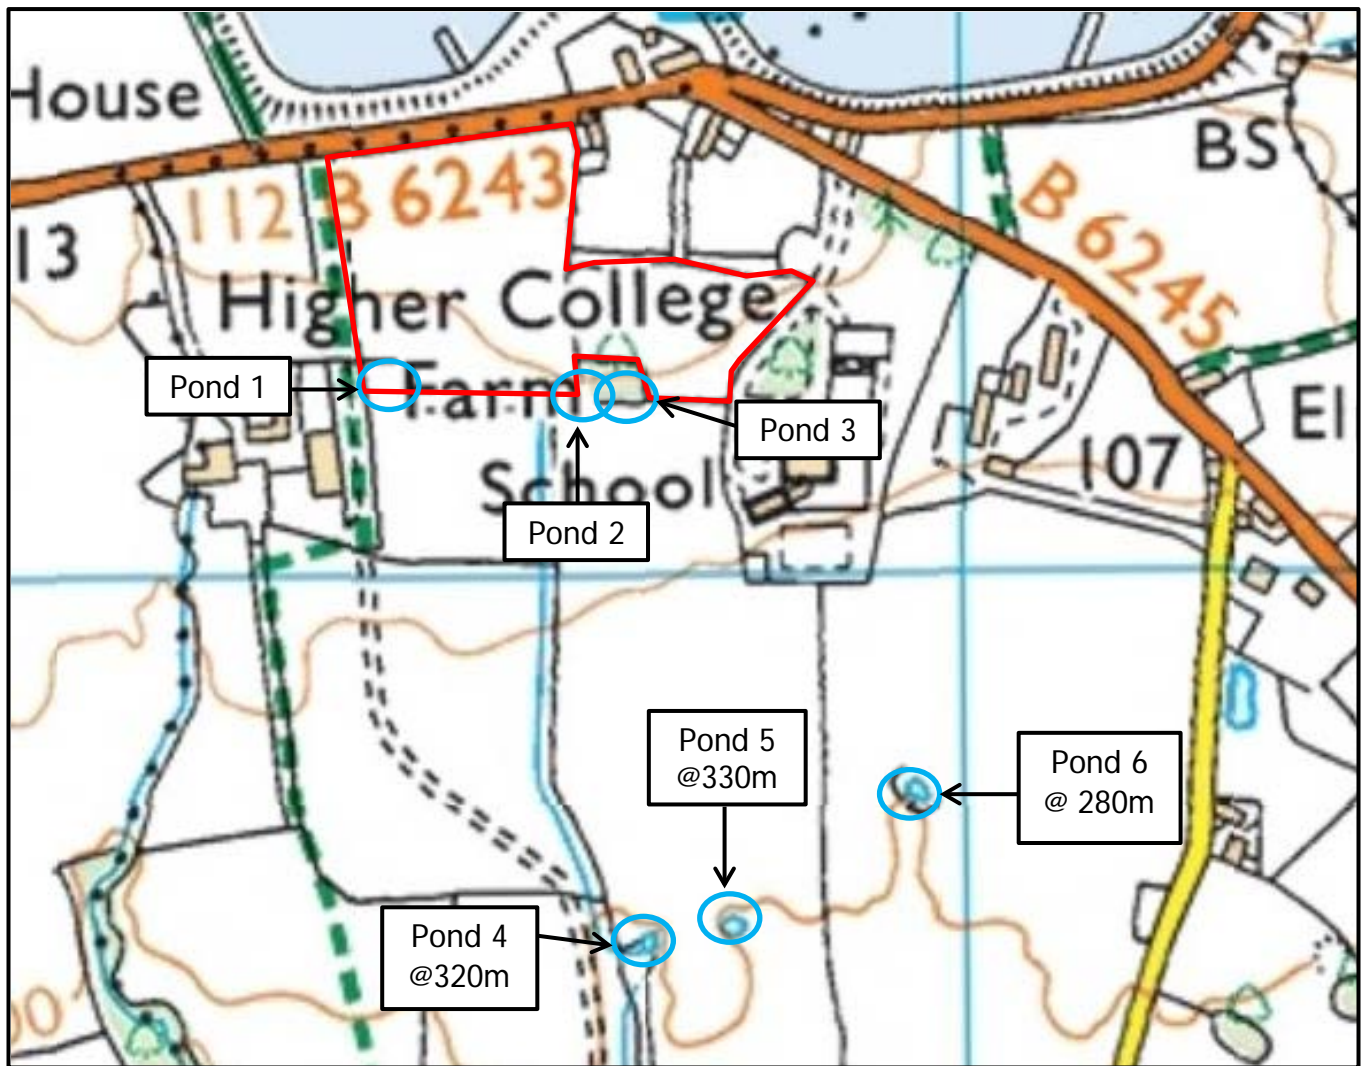 House
BS
112
B 6243
B 6245
13
Higher College
Farm
Pond 1
Pond 3
107
El
School
Pond 2
Pond 5
@330m
Pond 6
@ 280m
Pond 4
@320m
00